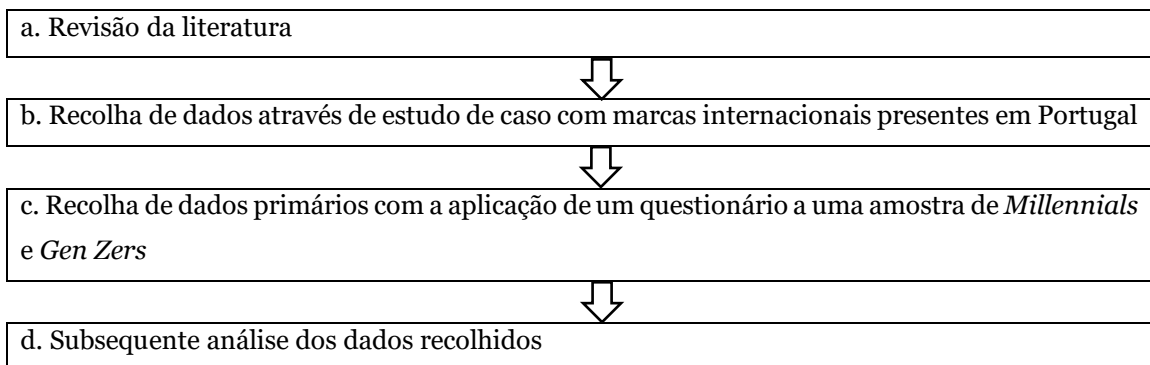 a. Revisão da literatura
b. Recolha de dados através de estudo de caso com marcas internacionais presentes em Portugal
c. Recolha de dados primários com a aplicação de um questionário a uma amostra de Millennials
e Gen Zers
d. Subsequente análise dos dados recolhidos